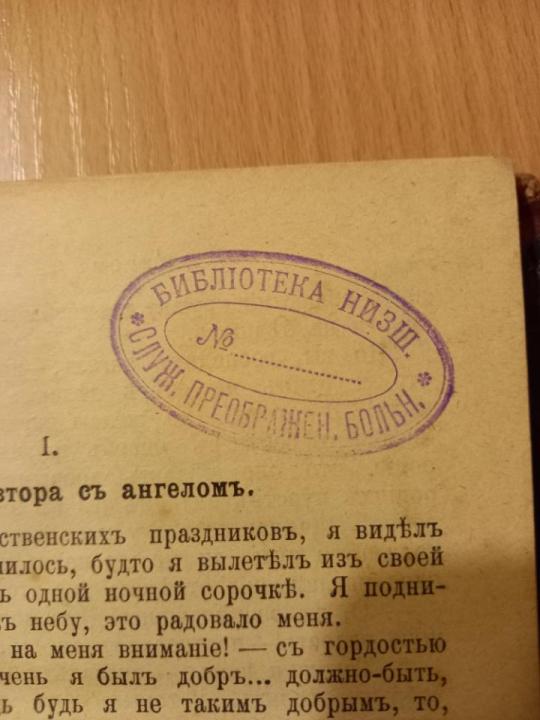 БИБЛІОТЕКА НИЗШ.
№
СЛУЖ. ПРЕОБРАЖЕН. БОЛЬН.
I.
втора съ ангеломъ.
ственскихъ праздниковъ, я видѣлъ
нилось, будто я вылетѣлъ изъ своей
ь одной ночной сорочкѣ. Я подни-
ъ небу, это радовало меня.
на меня вниманіе! — съ гордостью
чень я былъ добръ... должно-быть,
ь будь я не такимъ добрымъ, то,